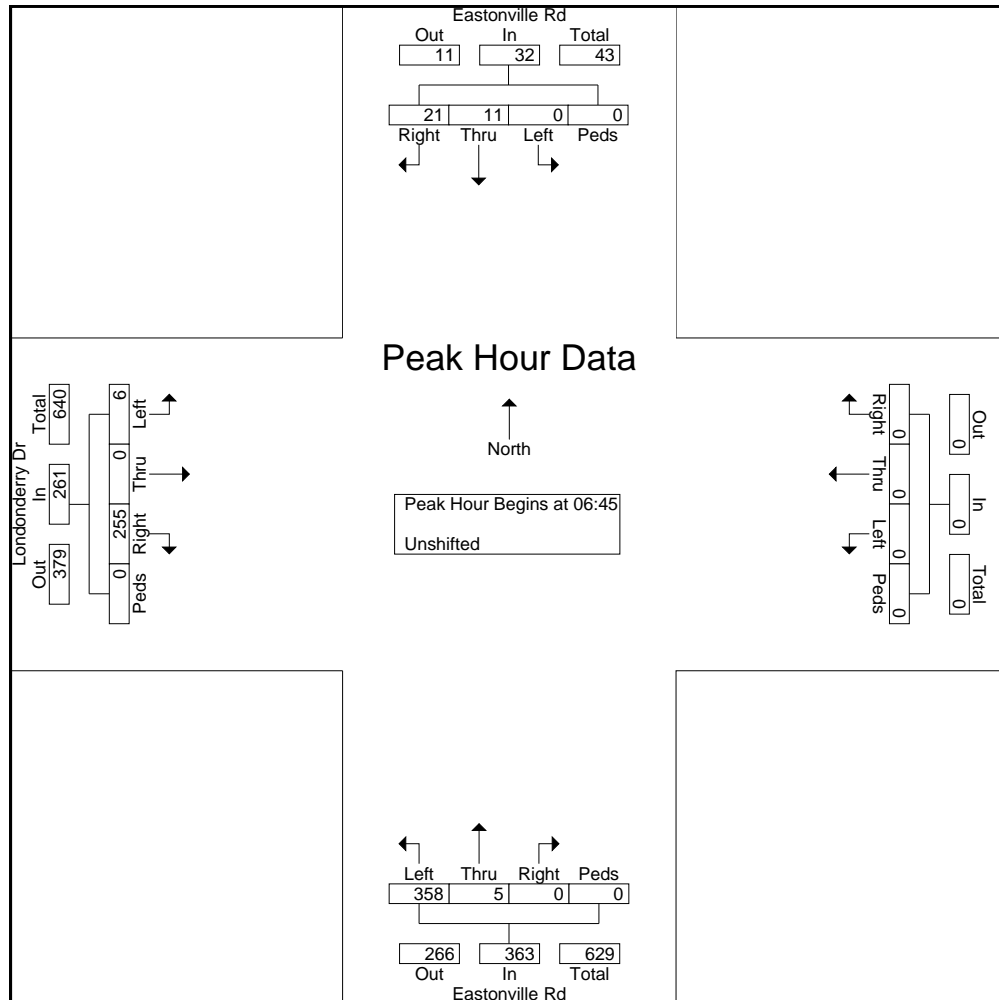 Eastonville Rd
Out In Total
11 32 43
21 11 0 0
Right Thru Left Peds
Peak Hour Data
North
Peak Hour Begins at 06:45
Unshifted
Londonderry Dr
Out In Total
379 261 640
Left Thru Right Peds
6 0 255 0
Right Thru Left Peds
0 0 0 0
Out In Total
0 0 0
Left Thru Right Peds
358 5 0 0
266 363 629
Out In Total
Eastonville Rd